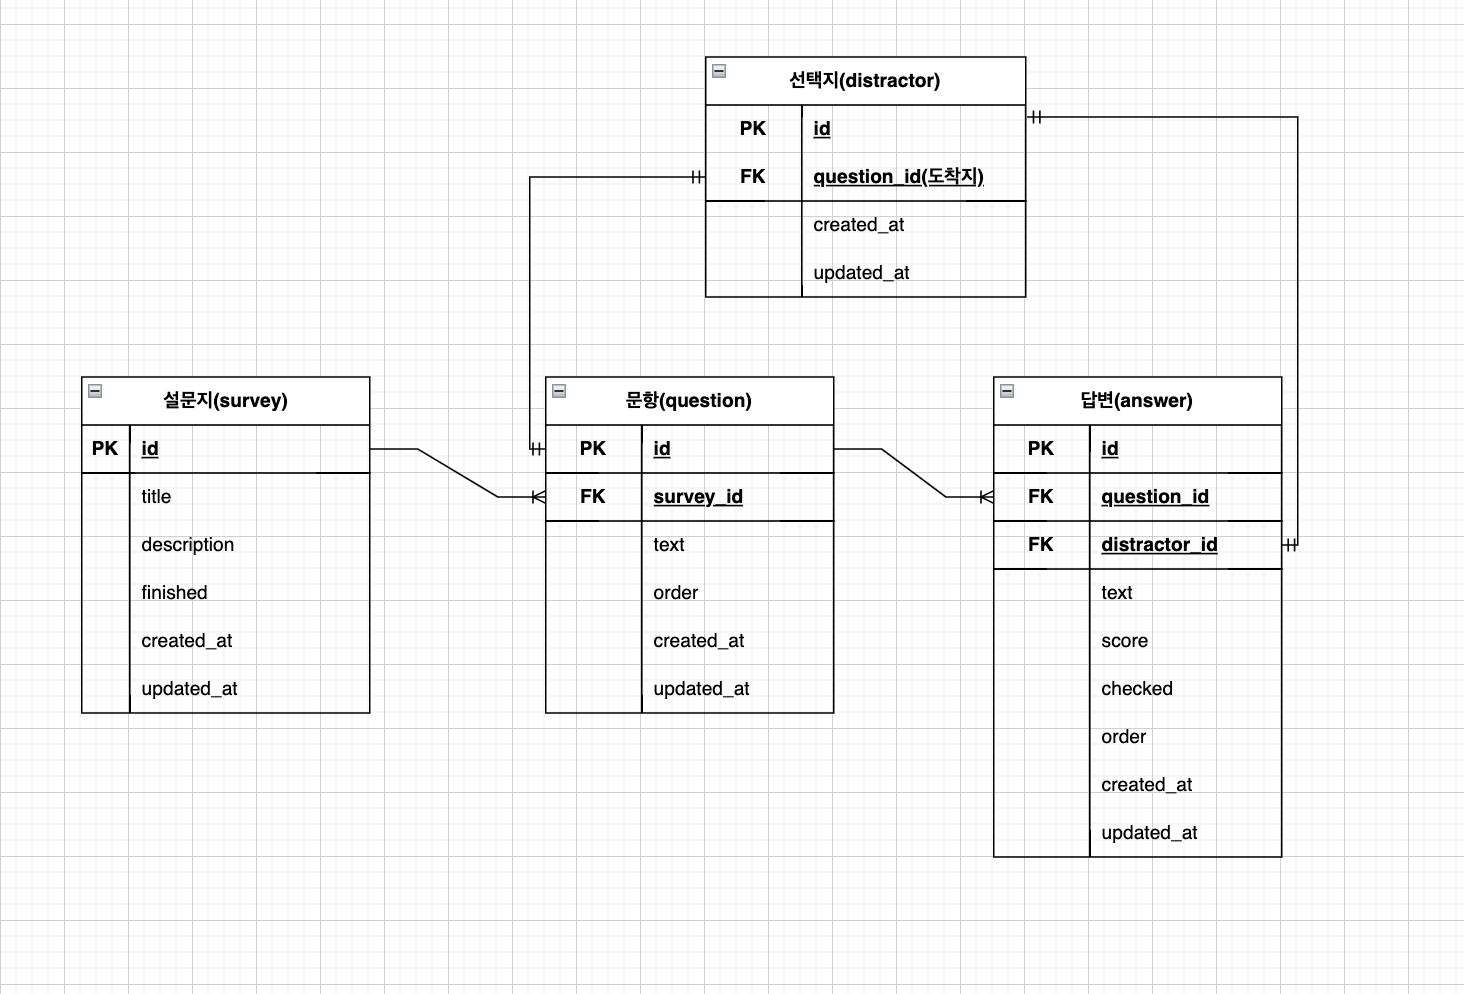 선택지(distractor)
PK id
FK question_id(도착지)
created_at
updated_at
설문지(survey)
PK id
title
description
finished
created_at
updated_at
문항(question)
PK id
FK survey_id
text
order
created_at
updated_at
답변(answer)
PK id
FK question_id
FK distractor_id
text
score
checked
order
created_at
updated_at